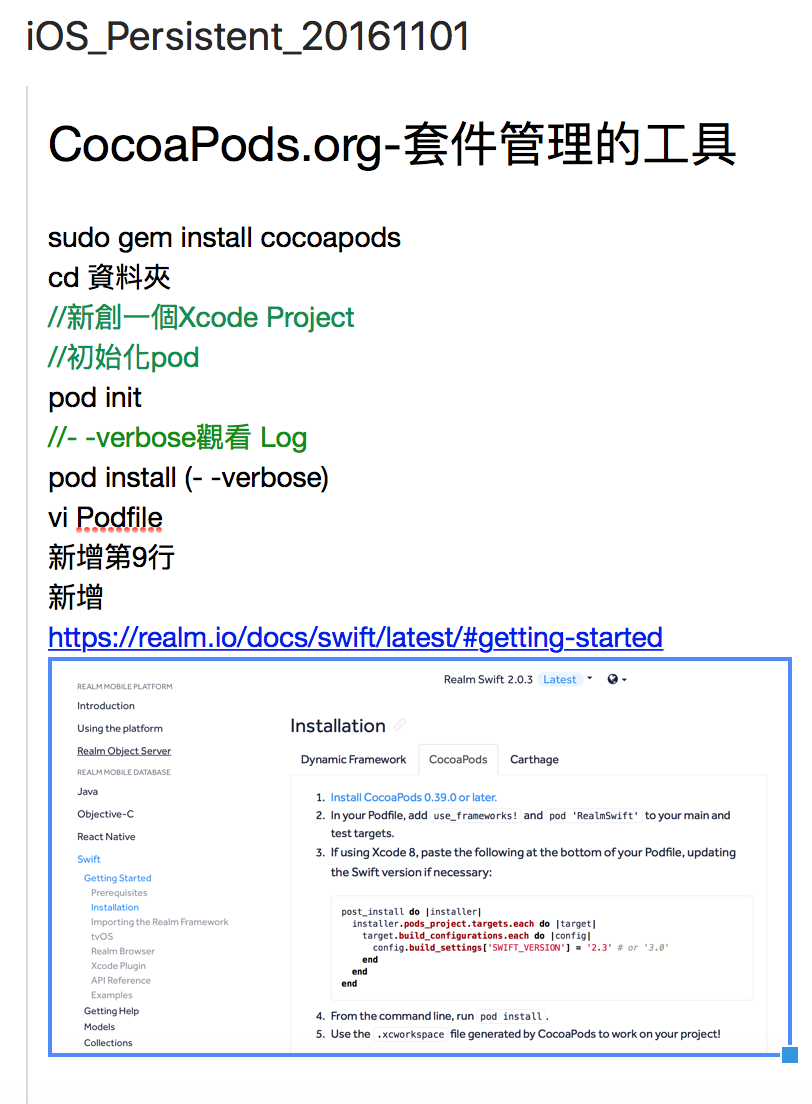 iOS_Persistent_20161101
CocoaPods.org-套件管理的工具
sudo gem install cocoapods
cd 資料夾
//新創一個Xcode Project
//初始化pod
pod init
//- -verbose觀看 Log
pod install (- -verbose)
vi Podfile
新增第9行
新增
https://realm.io/docs/swift/latest/#getting-started
REALM MOBILE PLATFORM
Introduction
Using the platform
Realm Object Server
REALM MOBILE DATABASE
Java
Objective-C
React Native
Swift
Getting Started
Prerequisites
Installation
Importing the Realm Framework
tvOS
Realm Browser
Xcode Plugin
API Reference
Examples
Getting Help
Models
Collections
Realm Swift 2.0.3 Latest
Installation
Dynamic Framework CocoaPods Carthage
1. Install CocoaPods 0.39.0 or later.
2. In your Podfile, add use_frameworks! and pod 'RealmSwift' to your main and
test targets.
3. If using Xcode 8, paste the following at the bottom of your Podfile, updating
the Swift version if necessary:
post_install do |installer|
installer.pods_project.targets.each do |target|
target.build_configurations.each do |config|
config.build_settings['SWIFT_VERSION'] = '2.3' # or '3.0'
end
end
end
4. From the command line, run pod install .
5. Use the .xcworkspace file generated by CocoaPods to work on your project!